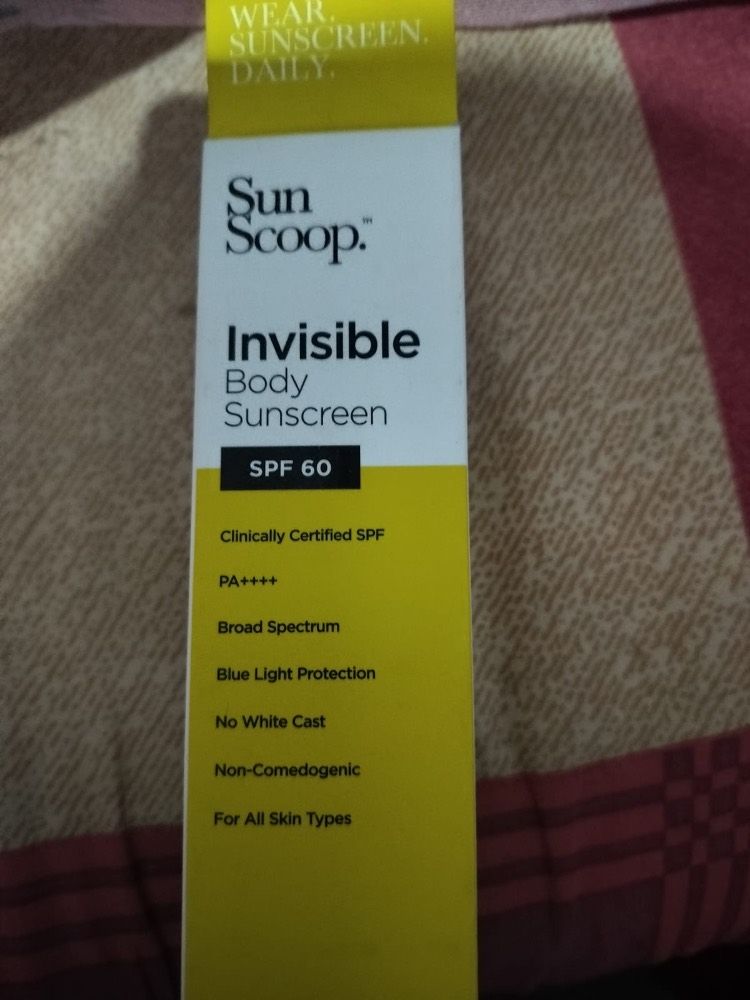 WEAR.
SUNSCREEN.
DAILY.
Sun
Scoop.™
Invisible
Body
Sunscreen
SPF 60
Clinically Certified SPF
PA++++
Broad Spectrum
Blue Light Protection
No White Cast
Non-Comedogenic
For All Skin Types